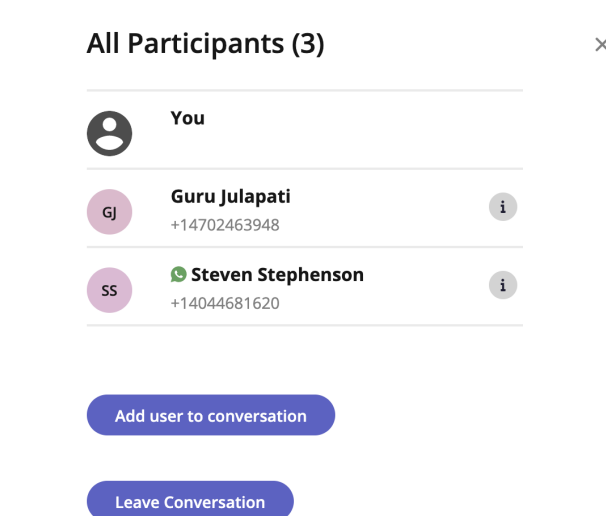 All Participants (3)
You
GJ
Guru Julapati
+14702463948
i
SS
Steven Stephenson
+14044681620
i
Add user to conversation
Leave Conversation